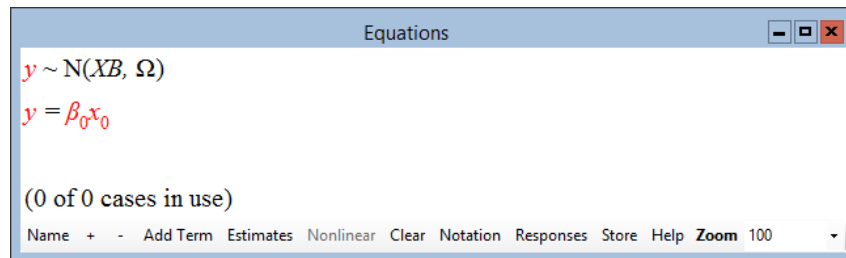 Equations
y ~ N(XB, Ω)
y = β₀x₀
(0 of 0 cases in use)
Name + - Add Term Estimates Nonlinear Clear Notation Responses Store Help Zoom 100